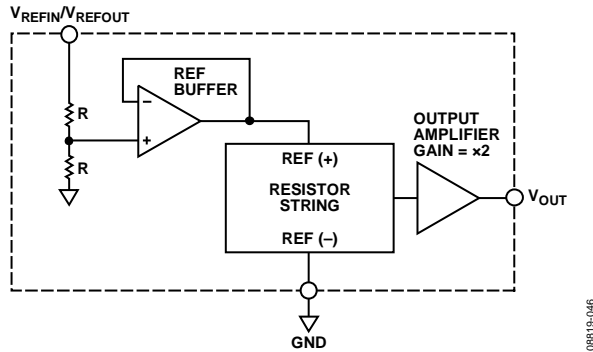 VREFIN/VREFOUT
REF
BUFFER
R
R
−
+
OUTPUT
AMPLIFIER
GAIN = ×2
REF (+)
RESISTOR
STRING
REF (–)
VOUT
GND
08819-046